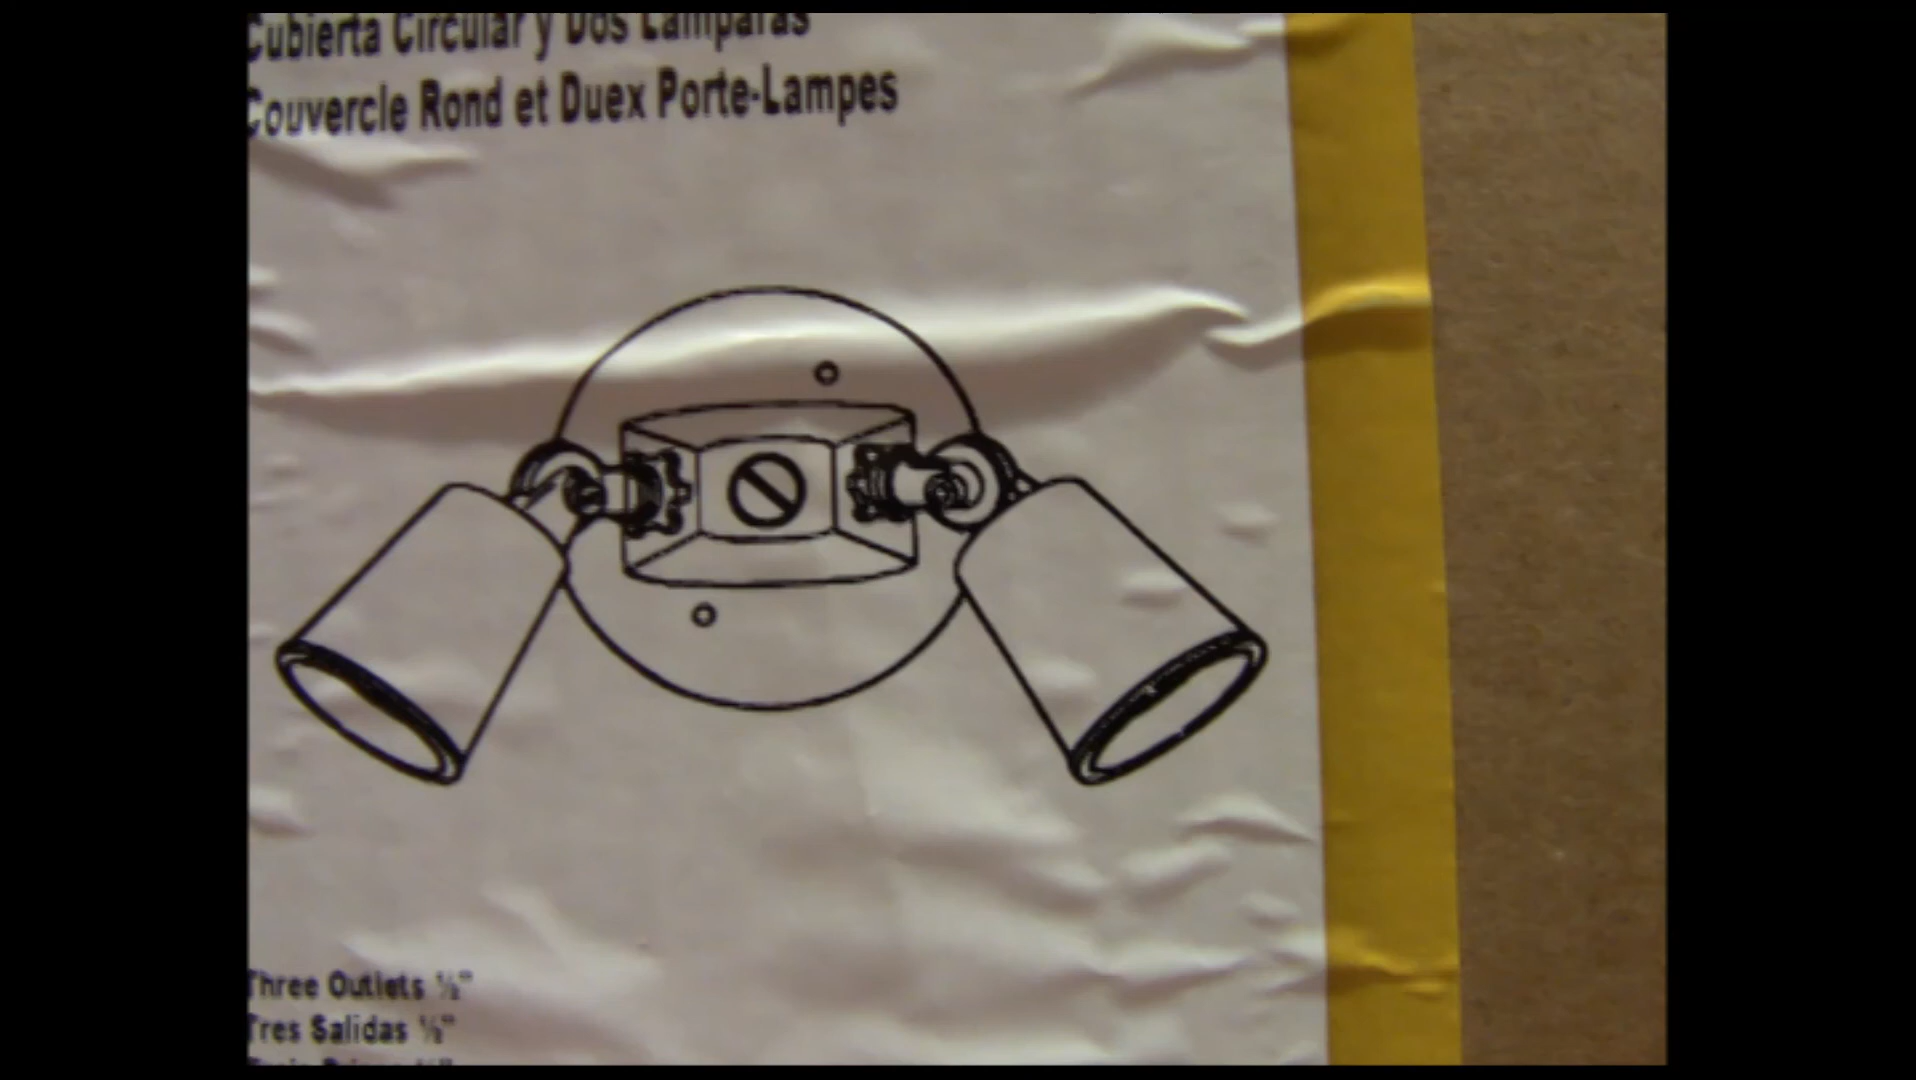 Cubierta Circular y Dos Lamparas
Couvercle Rond et Duex Porte-Lampes
Three Outlets ½"
Tres Salidas ½"